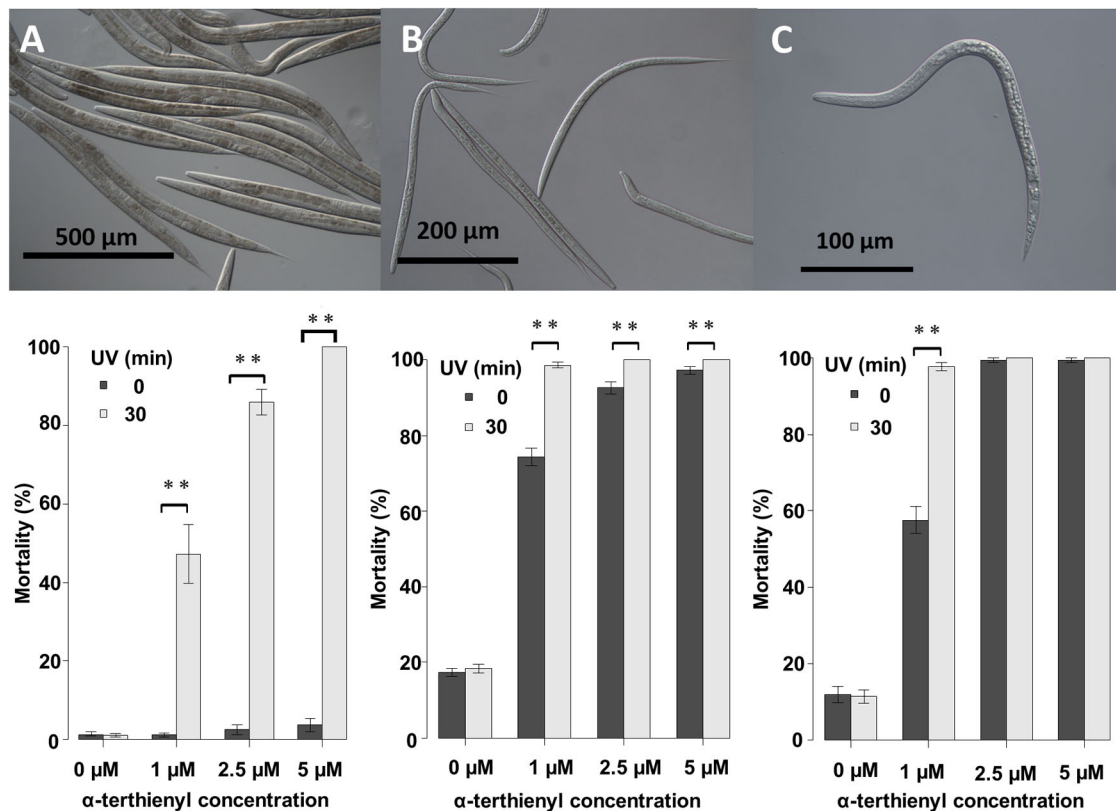 A
500 µm
B
200 µm
C
100 µm
**
**
**
UV (min)
0
30
100
80
60
40
20
0
Mortality (%)
0 µM
1 µM
2.5 µM
5 µM
α-terthienyl concentration
** ** **
UV (min)
0
30
100
80
60
40
20
0
Mortality (%)
0 µM
1 µM
2.5 µM
5 µM
α-terthienyl concentration
**
UV (min)
0
30
100
80
60
40
20
0
Mortality (%)
0 µM
1 µM
2.5 µM
5 µM
α-terthienyl concentration